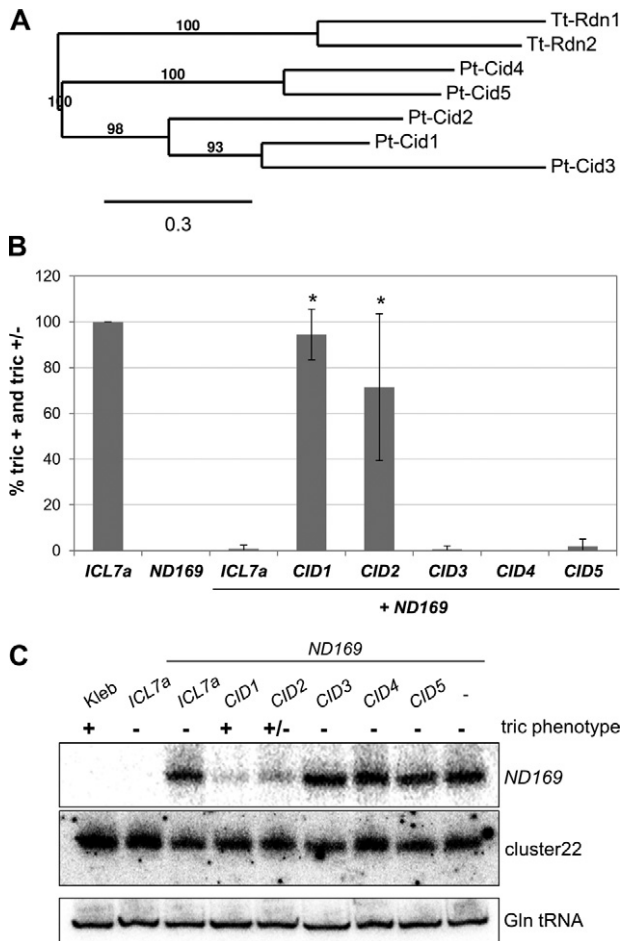 A
100
Tt-Rdn1
Tt-Rdn2
100
Pt-Cid4
Pt-Cid5
100
98
Pt-Cid2
93
Pt-Cid1
Pt-Cid3
0.3
B
% tric + and tric +/-
120
100
80
60
40
20
0
* *
ICL7a ND169 ICL7a CID1 CID2 CID3 CID4 CID5
+ ND169
C
ND169
Kleb ICL7a ICL7a CID1 CID2 CID3 CID4 CID5 -
+ - - + +/- - - - - tric phenotype
ND169
cluster22
Gln tRNA